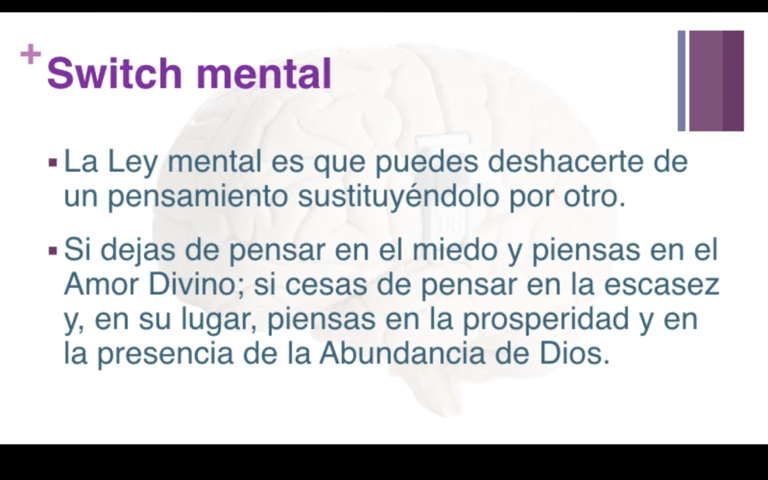 +
Switch mental
▪ La Ley mental es que puedes deshacerte de
un pensamiento sustituyéndolo por otro.
▪ Si dejas de pensar en el miedo y piensas en el
Amor Divino; si cesas de pensar en la escasez
y, en su lugar, piensas en la prosperidad y en
la presencia de la Abundancia de Dios.